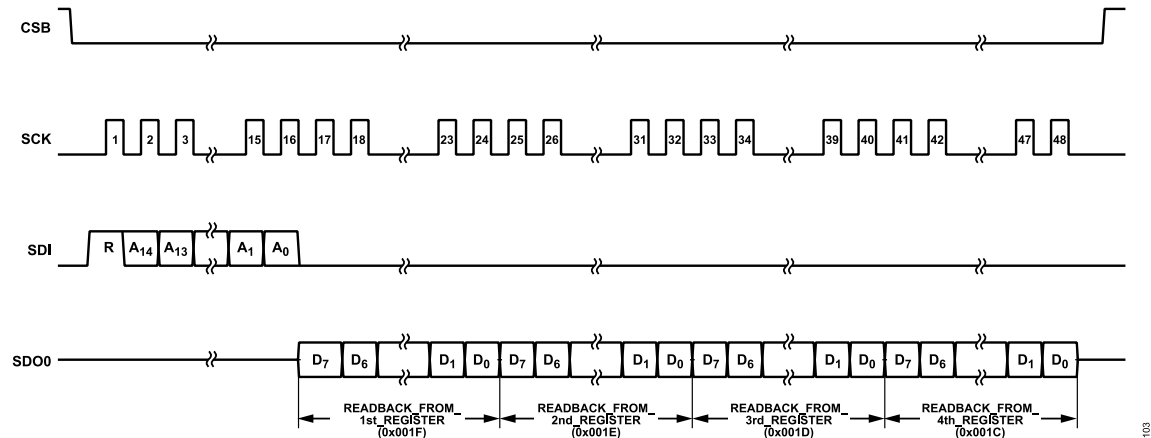 CSB
SCK 1 2 3 15 16 17 18 23 24 25 26 31 32 33 34 39 40 41 42 47 48
SDI R A14 A13 A1 A0
SDO0 D7 D6 D1 D0 D7 D6 D1 D0 D7 D6 D1 D0 D7 D6 D1 D0
READBACK_FROM_
1st_REGISTER
(0x001F)
READBACK_FROM_
2nd_REGISTER
(0x001E)
READBACK_FROM_
3rd_REGISTER
(0x001D)
READBACK_FROM_
4th_REGISTER
(0x001C)
103